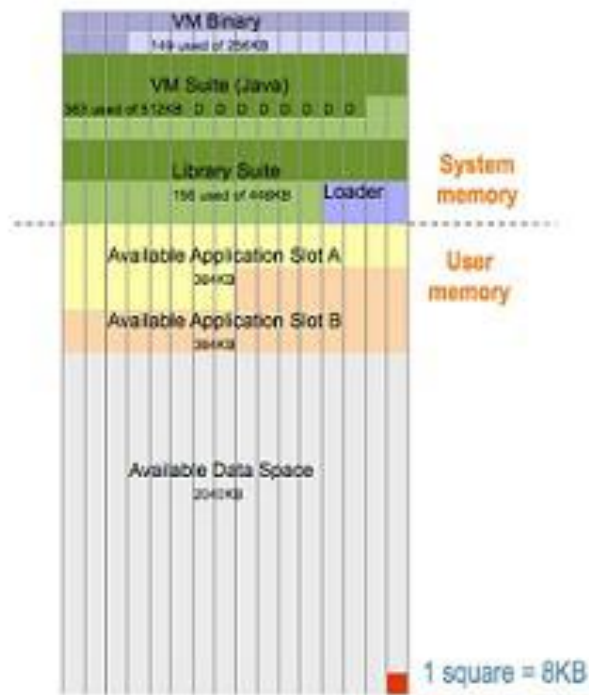 VM Binary
149 used of 256KB
VM Suite (Java)
363 used of 512KB D D D D D D D D
Library Suite
156 used of 448KB
Loader
System
memory
Available Application Slot A
384KB
User
memory
Available Application Slot B
384KB
Available Data Space
2040KB
1 square = 8KB